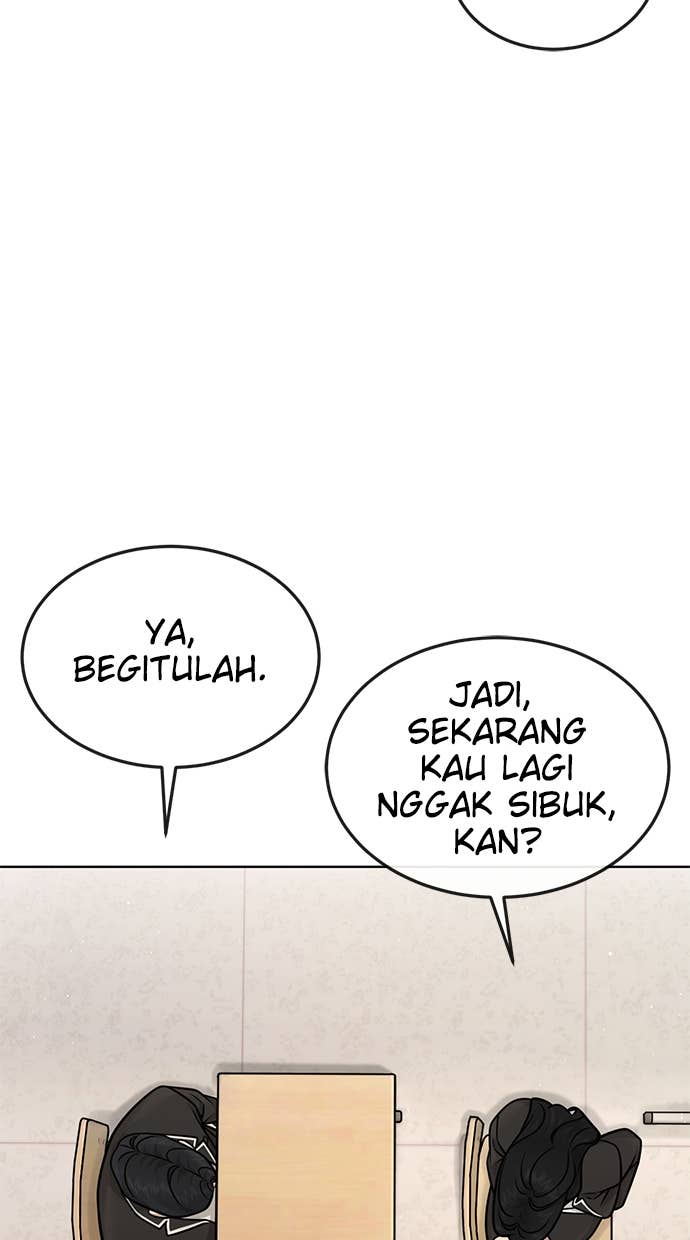 YA,
BEGITULAH.
JADI,
SEKARANG
KAU LAGI
NGGAK SIBUK,
KAN?